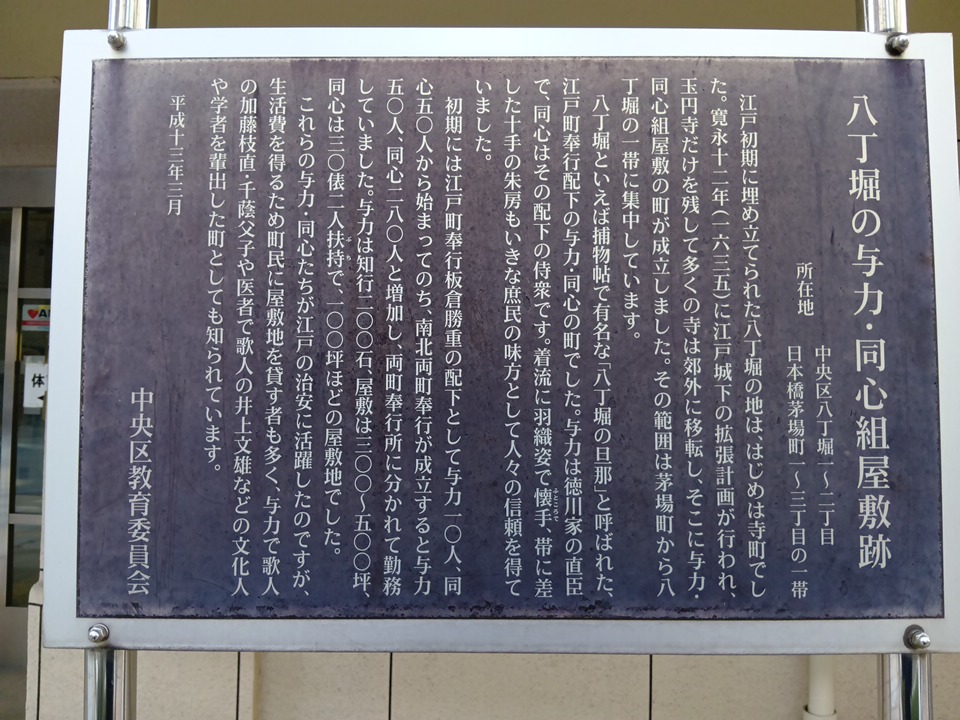 八丁堀の与力・同心組屋敷跡
所在地
中央区八丁堀一～二丁目
日本橋茅場町一～三丁目の一帯
江戸初期に埋め立てられた八丁堀の地は、はじめは寺町でし
た。寛永十二年（一六三五）に江戸城下の拡張計画が行われ、
玉円寺だけを残して多くの寺は郊外に移転し、そこに与力・
同心組屋敷の町が成立しました。その範囲は茅場町から八
丁堀の一帯に集中しています。
八丁堀といえば捕物帖で有名な「八丁堀の旦那」と呼ばれた、
江戸町奉行配下の与力・同心の町でした。与力は徳川家の直臣
で、同心はその配下の侍衆です。着流に羽織姿で懐手、帯に差
ふところで
した十手の朱房もいきな庶民の味方として人々の信頼を得て
いました。
初期には江戸町奉行板倉勝重の配下として与力一〇人、同
心五〇人から始まってのち、南北両町奉行が成立すると与力
五〇人、同心二八〇人と増加し、両町奉行所に分かれて勤務
していました。与力は知行二〇〇石、屋敷は三〇〇～五〇〇坪、
同心は三〇俵二人扶持で、一〇〇坪ほどの屋敷地でした。
ぶち
これらの与力・同心たちが江戸の治安に活躍したのですが、
生活費を得るため町民に屋敷地を貸す者も多く、与力で歌人
の加藤枝直・千蔭父子や医者で歌人の井上文雄などの文化人
や学者を輩出した町としても知られています。
平成十三年三月
中央区教育委員会
体